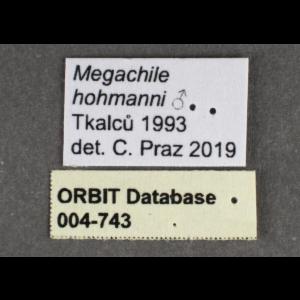 Megachile
hohmanni ♂
Tkalců 1993
det. C. Praz 2019
ORBIT Database
004-743